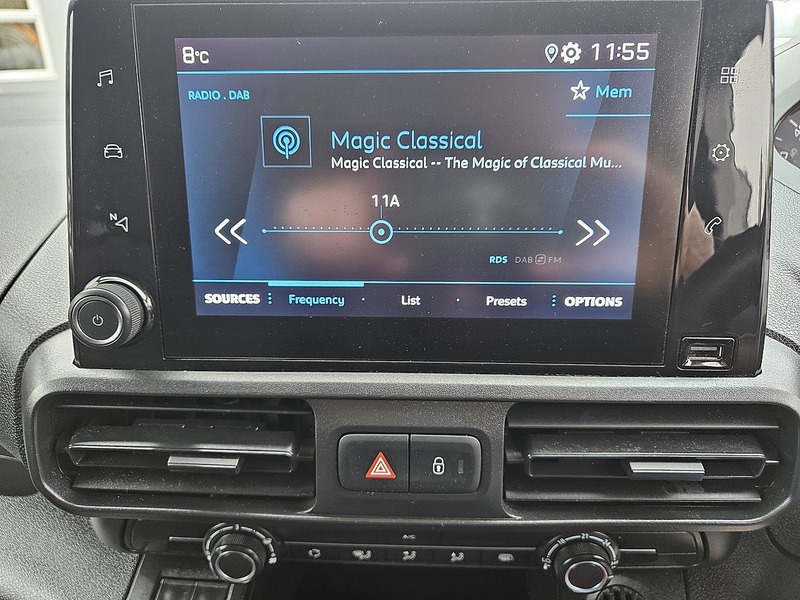 8°C 11:55
RADIO . DAB Mem
Magic Classical
Magic Classical -- The Magic of Classical Mu...
11A
N
RDS DAB FM
SOURCES Frequency List Presets OPTIONS
A/C